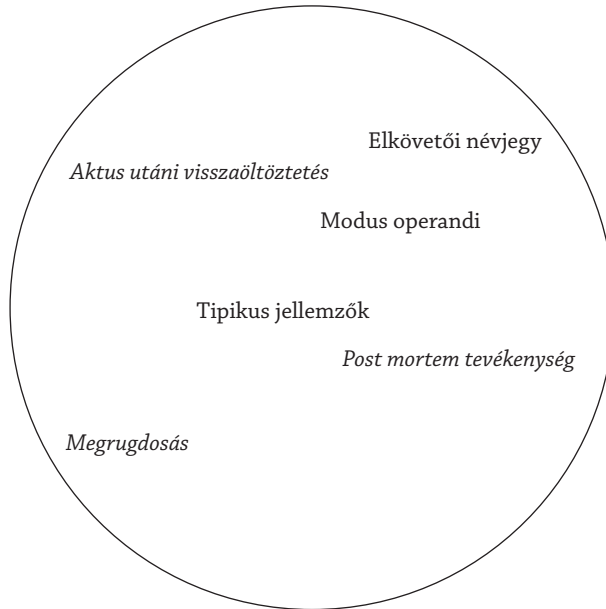 Elkövetői névjegy
Aktus utáni visszaöltöztetés
Modus operandi
Tipikus jellemzők
Post mortem tevékenység
Megrugdosás